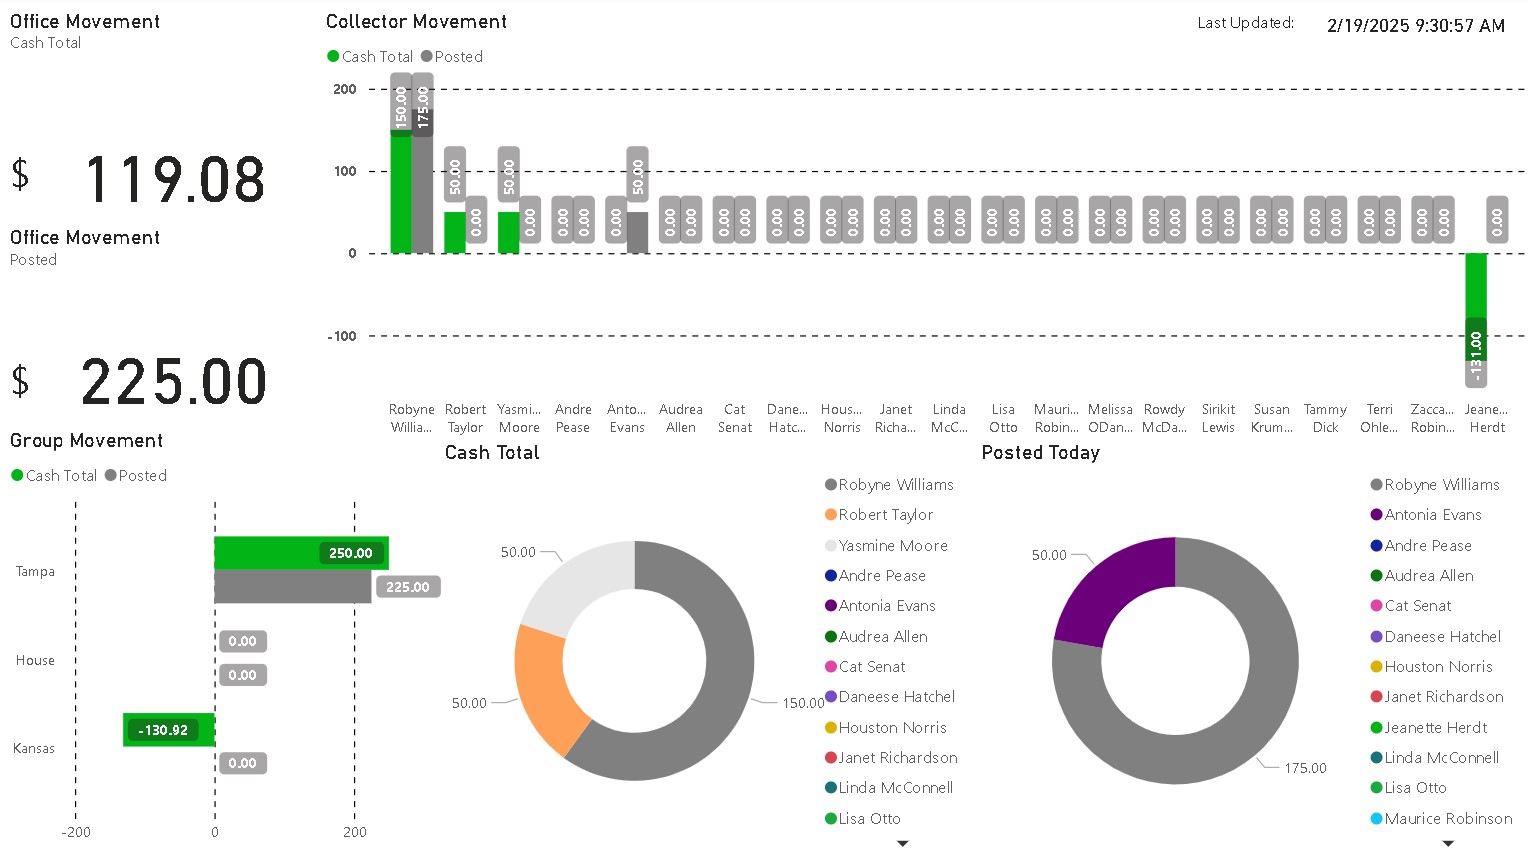 Office Movement
Cash Total
$ 119.08
Office Movement
Posted
$ 225.00
Collector Movement
Last Updated: 2/19/2025 9:30:57 AM
Cash Total Posted
200
100
0
-100
150.00 175.00 50.00 0.00 50.00 0.00 0.00 0.00 0.00 50.00 0.00 0.00 0.00 0.00 0.00 0.00 0.00 0.00 0.00 0.00 0.00 0.00 0.00 0.00 0.00 0.00 0.00 0.00 0.00 0.00 0.00 0.00 0.00 0.00 0.00 0.00 0.00 0.00 0.00 0.00 -131.00 0.00
Robyne Willia...
Robert Taylor
Yasmi... Moore
Andre Pease
Anto... Evans
Audrea Allen
Cat Senat
Dane... Hatc...
Hous... Norris
Janet Richa...
Linda McC...
Lisa Otto
Mauri... Robin...
Melissa ODan...
Rowdy McDa...
Sirikit Lewis
Susan Krum...
Tammy Dick
Terri Ohle...
Zacca... Robin...
Jeane... Herdt
Group Movement
Cash Total Posted
Tampa
250.00
225.00
House
0.00
0.00
Kansas
-130.92
0.00
-200 0 200
Cash Total
50.00
50.00
150.00
Robyne Williams
Robert Taylor
Yasmine Moore
Andre Pease
Antonia Evans
Audrea Allen
Cat Senat
Daneese Hatchel
Houston Norris
Janet Richardson
Linda McConnell
Lisa Otto
Posted Today
50.00
175.00
Robyne Williams
Antonia Evans
Andre Pease
Audrea Allen
Cat Senat
Daneese Hatchel
Houston Norris
Janet Richardson
Jeanette Herdt
Linda McConnell
Lisa Otto
Maurice Robinson